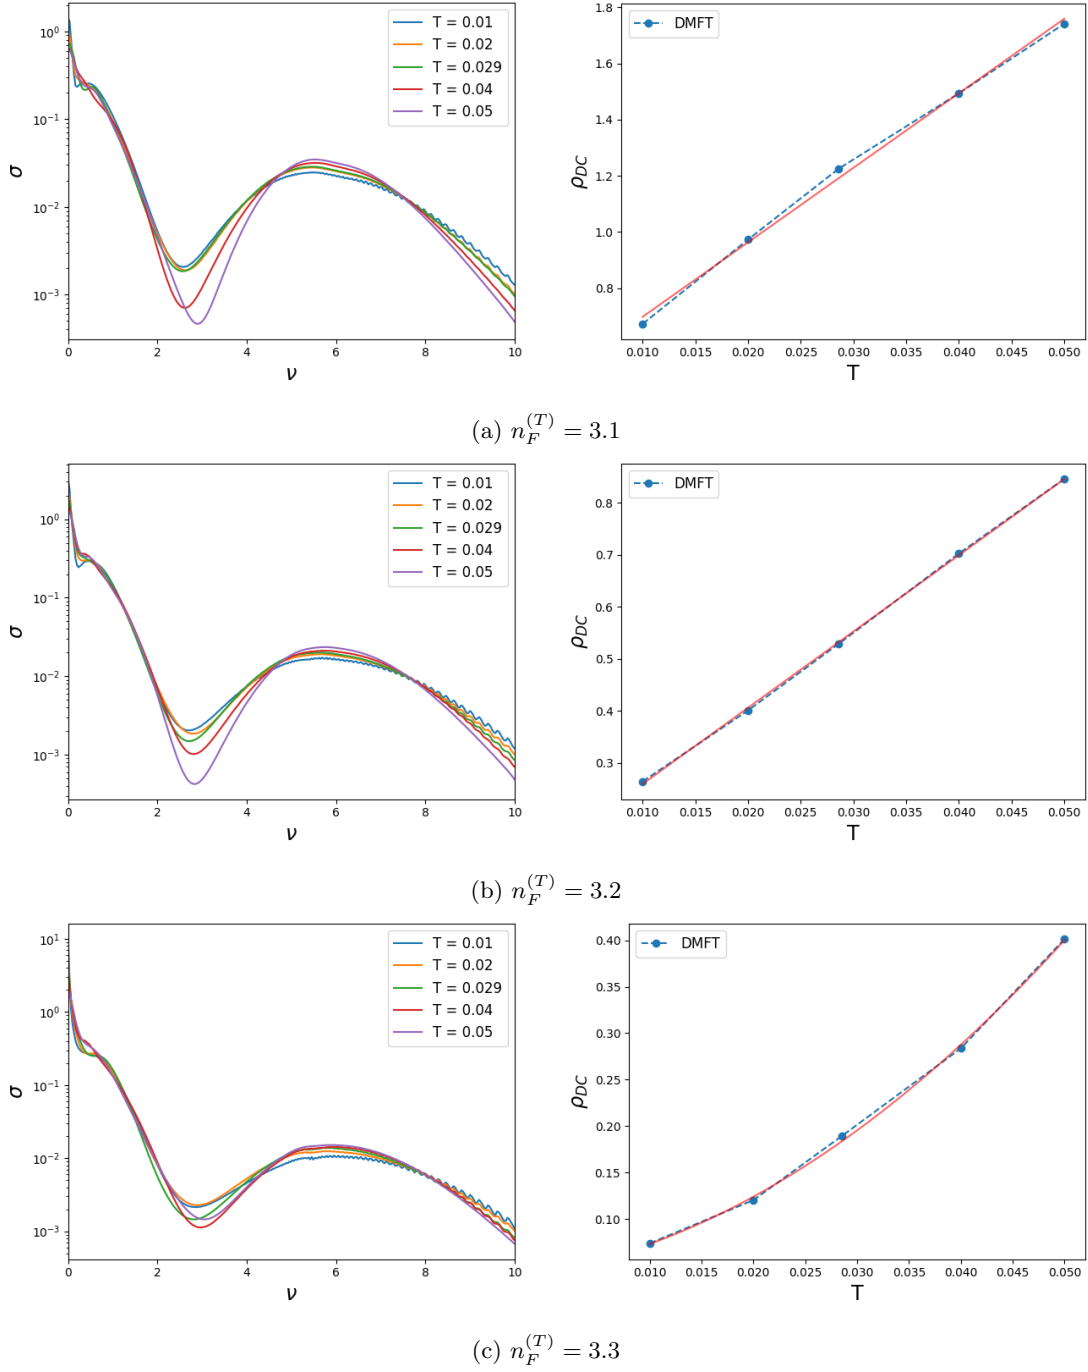 10⁰
10⁻¹
10⁻²
10⁻³
σ
0 2 4 6 8 10
ν
T = 0.01
T = 0.02
T = 0.029
T = 0.04
T = 0.05
1.8
1.6
1.4
1.2
1.0
0.8
ρ_DC
0.010 0.015 0.020 0.025 0.030 0.035 0.040 0.045 0.050
T
DMFT
(a) n_F^(T) = 3.1
10⁰
10⁻¹
10⁻²
10⁻³
σ
0 2 4 6 8 10
ν
T = 0.01
T = 0.02
T = 0.029
T = 0.04
T = 0.05
0.8
0.7
0.6
0.5
0.4
0.3
ρ_DC
0.010 0.015 0.020 0.025 0.030 0.035 0.040 0.045 0.050
T
DMFT
(b) n_F^(T) = 3.2
10¹
10⁰
10⁻¹
10⁻²
10⁻³
σ
0 2 4 6 8 10
ν
T = 0.01
T = 0.02
T = 0.029
T = 0.04
T = 0.05
0.40
0.35
0.30
0.25
0.20
0.15
0.10
ρ_DC
0.010 0.015 0.020 0.025 0.030 0.035 0.040 0.045 0.050
T
DMFT
(c) n_F^(T) = 3.3